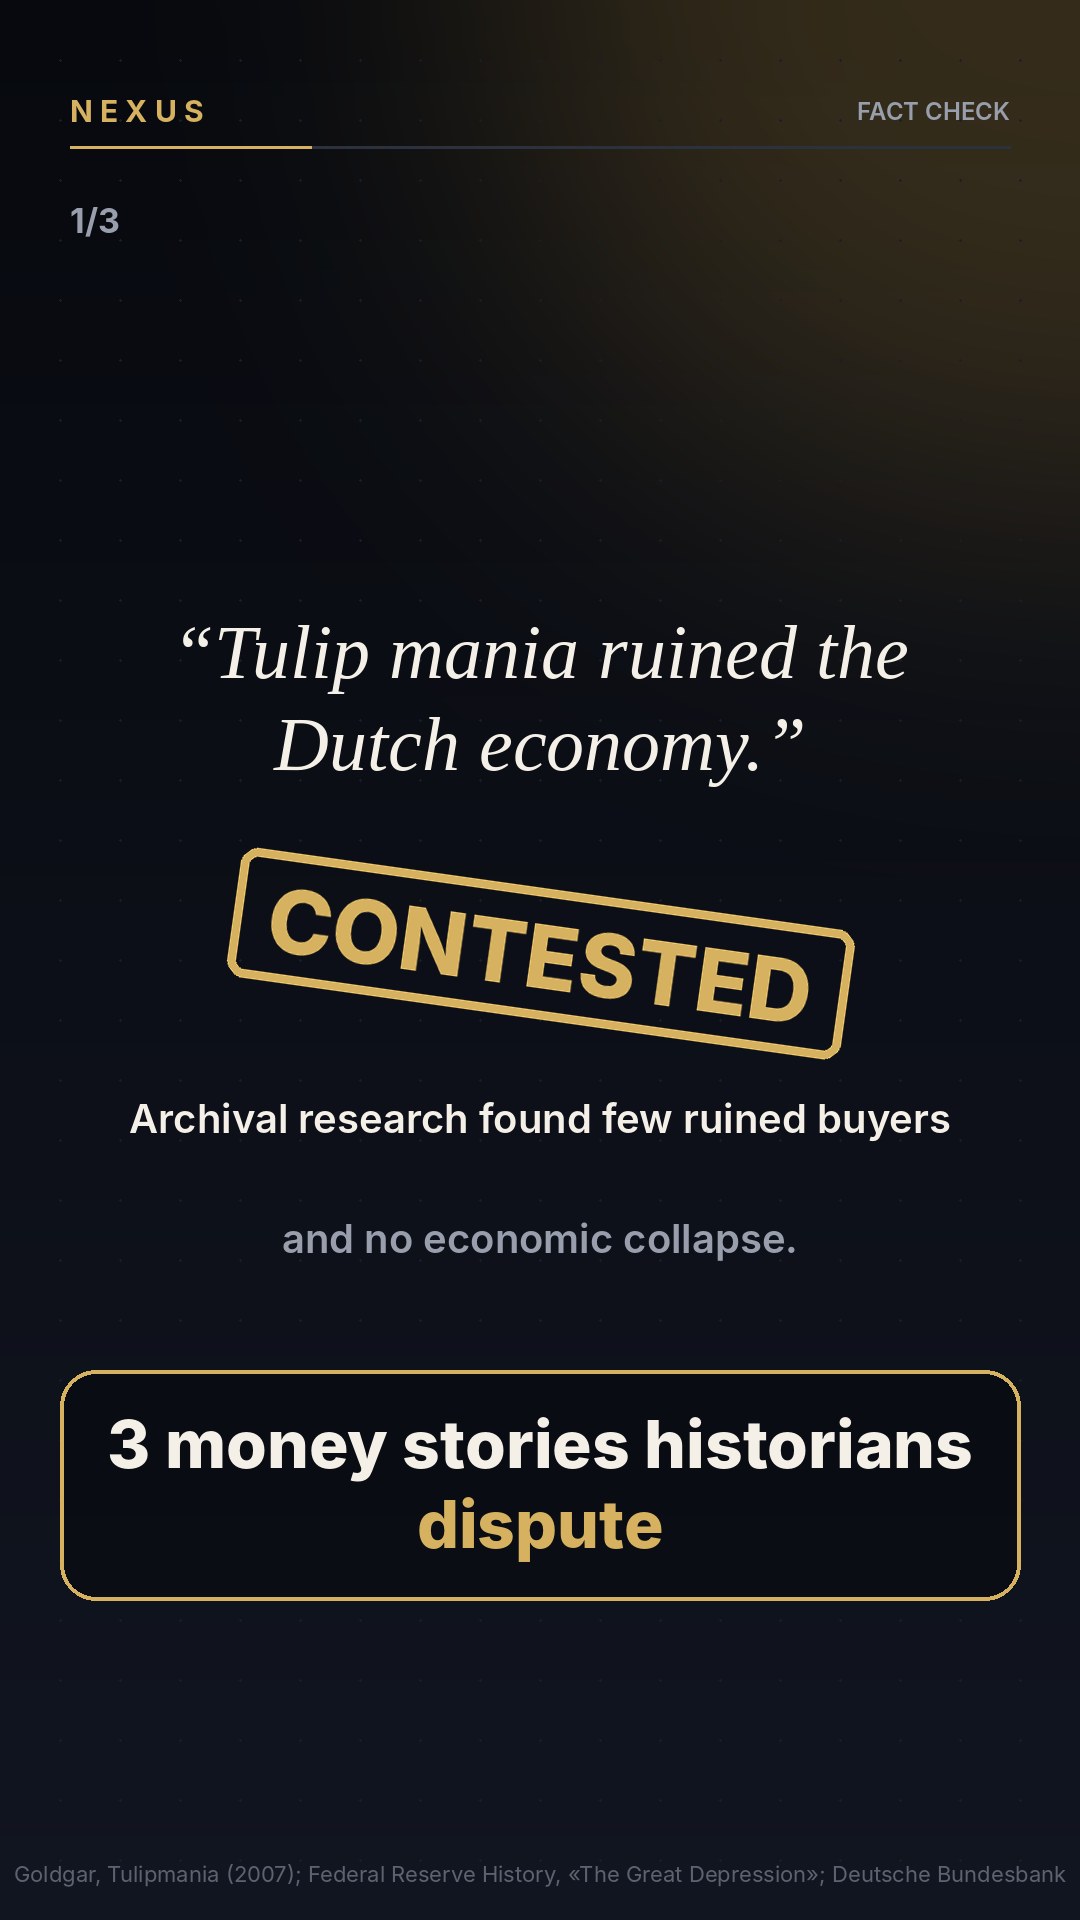 NEXUS
FACT CHECK
1/3
“Tulip mania ruined the
Dutch economy.”
CONTESTED
Archival research found few ruined buyers
and no economic collapse.
3 money stories historians
dispute
Goldgar, Tulipmania (2007); Federal Reserve History, «The Great Depression»; Deutsche Bundesbank